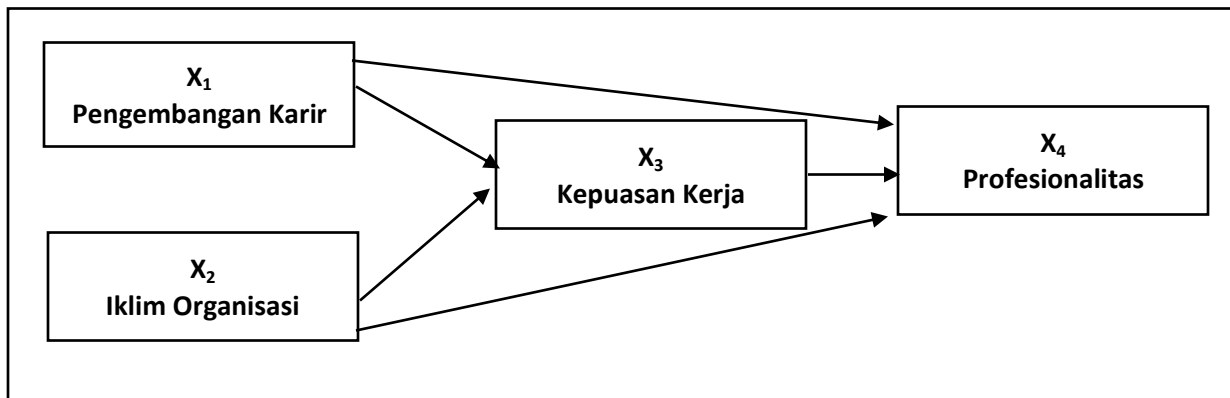 X₁
Pengembangan Karir
X₃
Kepuasan Kerja
X₄
Profesionalitas
X₂
Iklim Organisasi